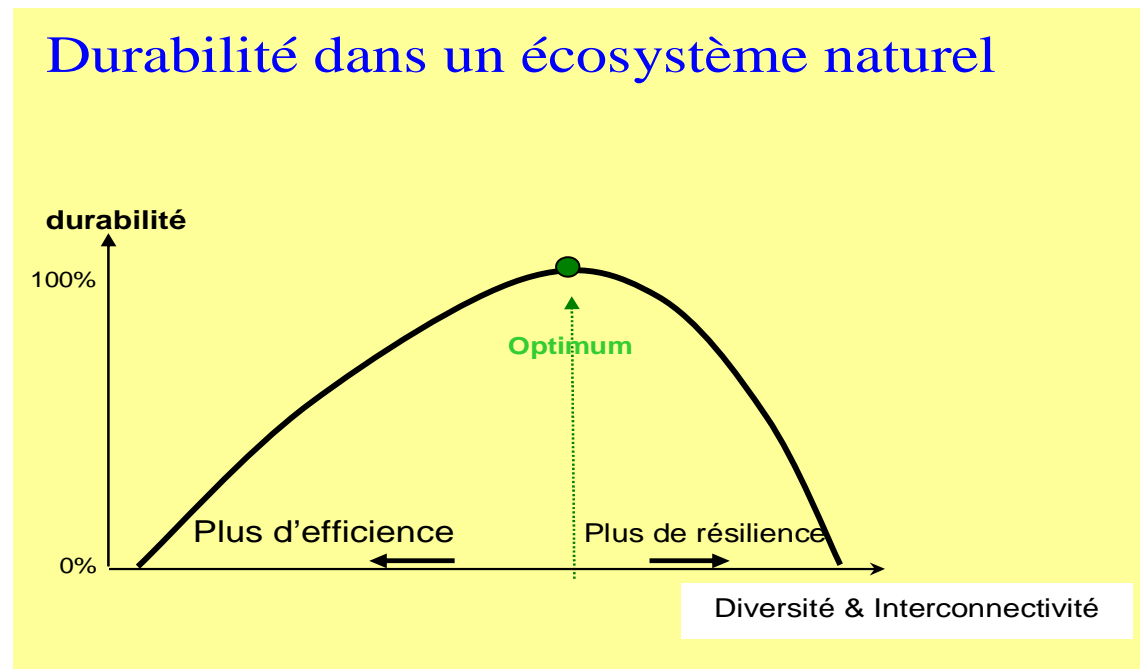 Durabilité dans un écosystème naturel
durabilité
100%
Optimum
Plus d’efficience
Plus de résilience
0%
Diversité & Interconnectivité